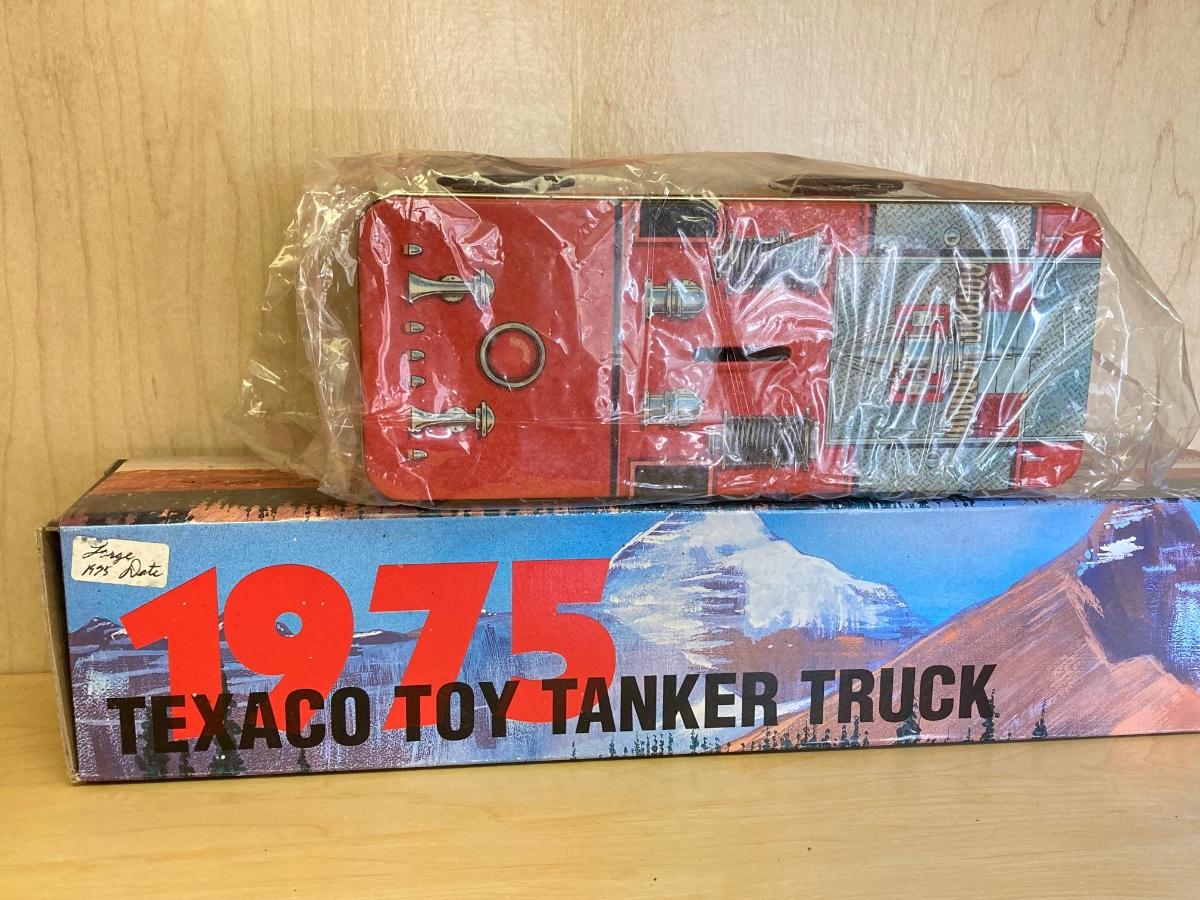 Large
1975 Date
1975
TEXACO TOY TANKER TRUCK